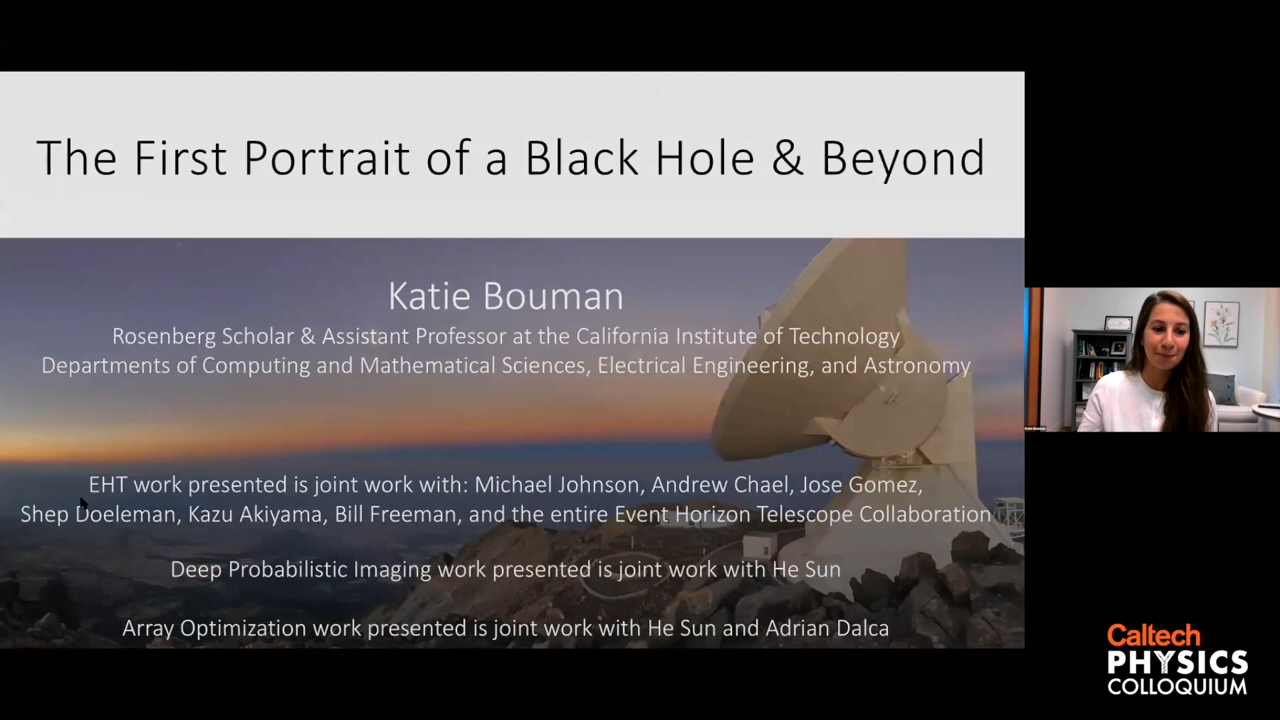 The First Portrait of a Black Hole & Beyond
Katie Bouman
Rosenberg Scholar & Assistant Professor at the California Institute of Technology
Departments of Computing and Mathematical Sciences, Electrical Engineering, and Astronomy
EHT work presented is joint work with: Michael Johnson, Andrew Chael, Jose Gomez,
Shep Doeleman, Kazu Akiyama, Bill Freeman, and the entire Event Horizon Telescope Collaboration
Deep Probabilistic Imaging work presented is joint work with He Sun
Array Optimization work presented is joint work with He Sun and Adrian Dalca
Katie Bouman
Caltech
PHYSICS
COLLOQUIUM